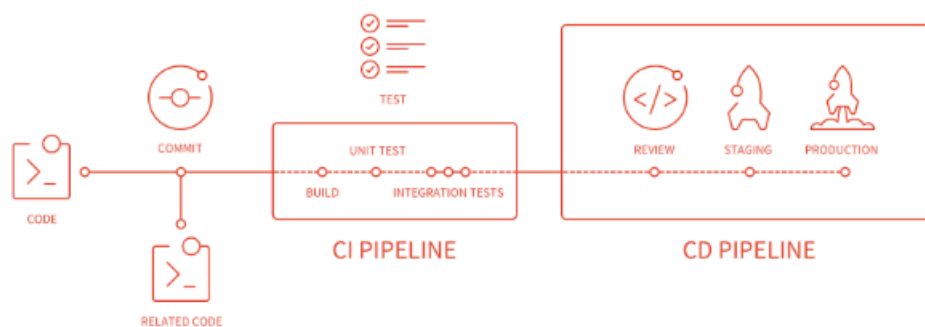 TEST
COMMIT
UNIT TEST
REVIEW
STAGING
PRODUCTION
BUILD
INTEGRATION TESTS
CODE
CI PIPELINE
CD PIPELINE
RELATED CODE